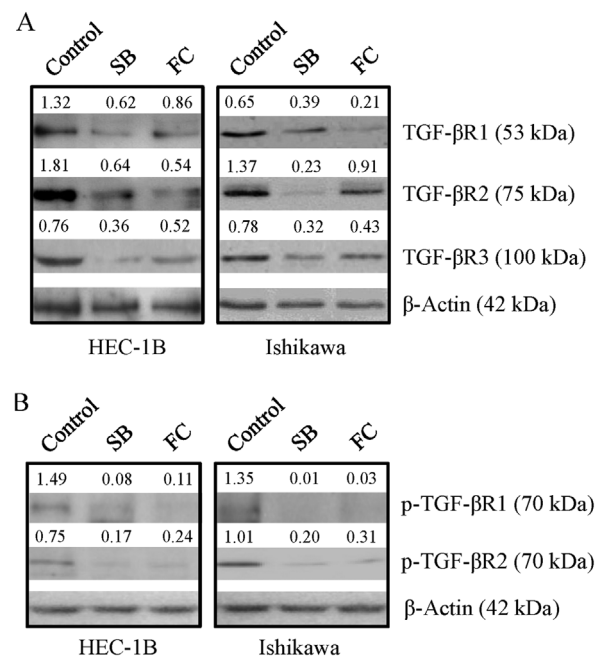 A
Control SB FC Control SB FC
1.32 0.62 0.86 0.65 0.39 0.21
TGF-βR1 (53 kDa)
1.81 0.64 0.54 1.37 0.23 0.91
TGF-βR2 (75 kDa)
0.76 0.36 0.52 0.78 0.32 0.43
TGF-βR3 (100 kDa)
β-Actin (42 kDa)
HEC-1B Ishikawa
B
Control SB FC Control SB FC
1.49 0.08 0.11 1.35 0.01 0.03
p-TGF-βR1 (70 kDa)
0.75 0.17 0.24 1.01 0.20 0.31
p-TGF-βR2 (70 kDa)
β-Actin (42 kDa)
HEC-1B Ishikawa